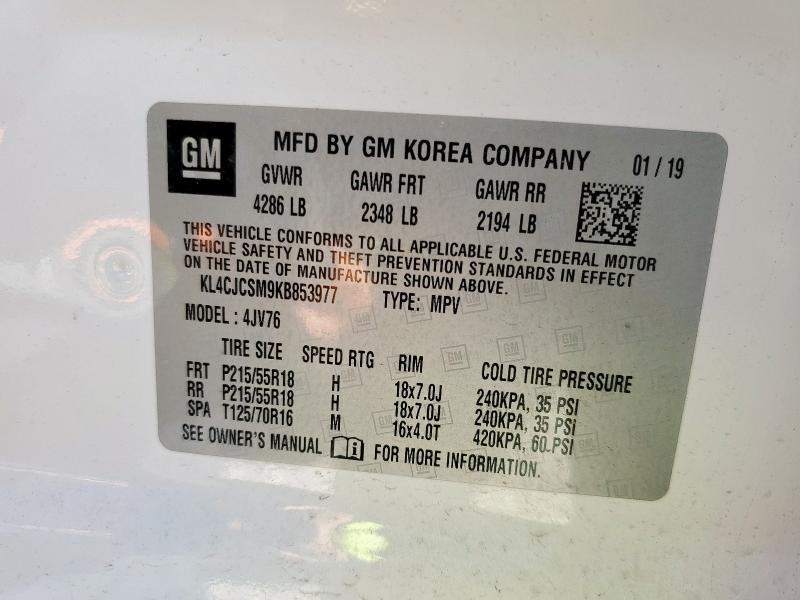 GM
MFD BY GM KOREA COMPANY 01 / 19
GVWR GAWR FRT GAWR RR
4286 LB 2348 LB 2194 LB
THIS VEHICLE CONFORMS TO ALL APPLICABLE U.S. FEDERAL MOTOR
VEHICLE SAFETY AND THEFT PREVENTION STANDARDS IN EFFECT
ON THE DATE OF MANUFACTURE SHOWN ABOVE.
KL4CJCSM9KB853977 TYPE: MPV
MODEL : 4JV76
TIRE SIZE SPEED RTG RIM COLD TIRE PRESSURE
FRT P215/55R18 H 18x7.0J 240KPA, 35 PSI
RR P215/55R18 H 18x7.0J 240KPA, 35 PSI
SPA T125/70R16 M 16x4.0T 420KPA, 60 PSI
SEE OWNER'S MANUAL FOR MORE INFORMATION.